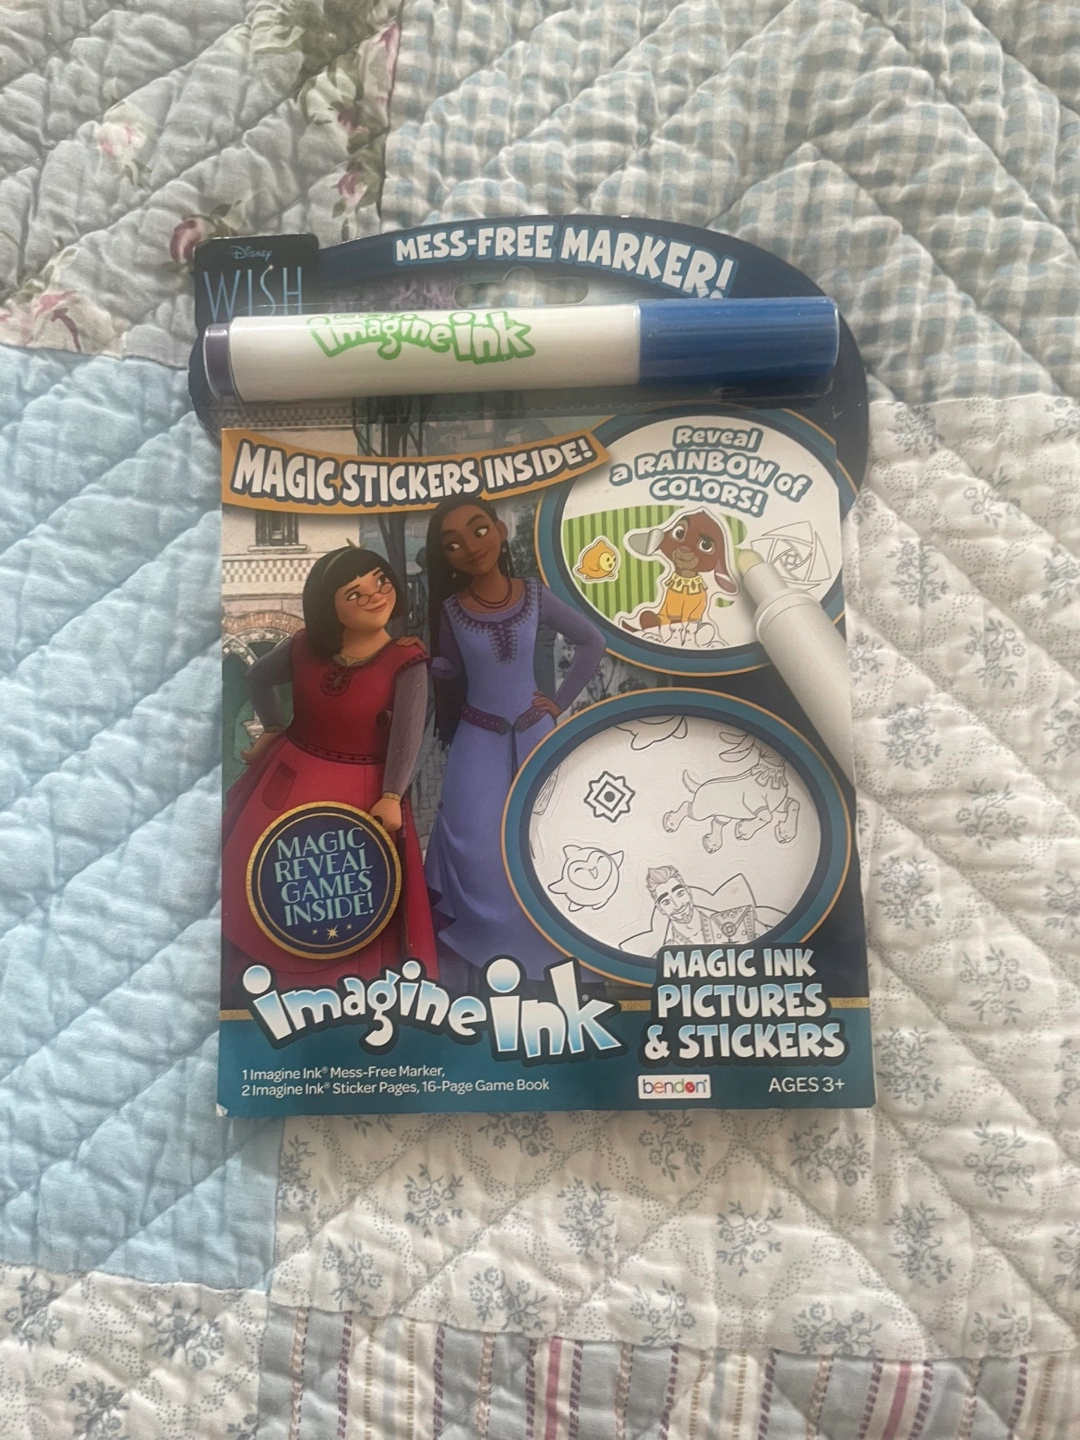 MESS-FREE MARKER!
Disney
WISH
imagine ink
MAGIC STICKERS INSIDE!
Reveal
a RAINBOW of
COLORS!
MAGIC
REVEAL
GAMES
INSIDE!
imagine ink
MAGIC INK
PICTURES
& STICKERS
1 Imagine Ink® Mess-Free Marker,
2 Imagine Ink® Sticker Pages, 16-Page Game Book
bendon®
AGES 3+